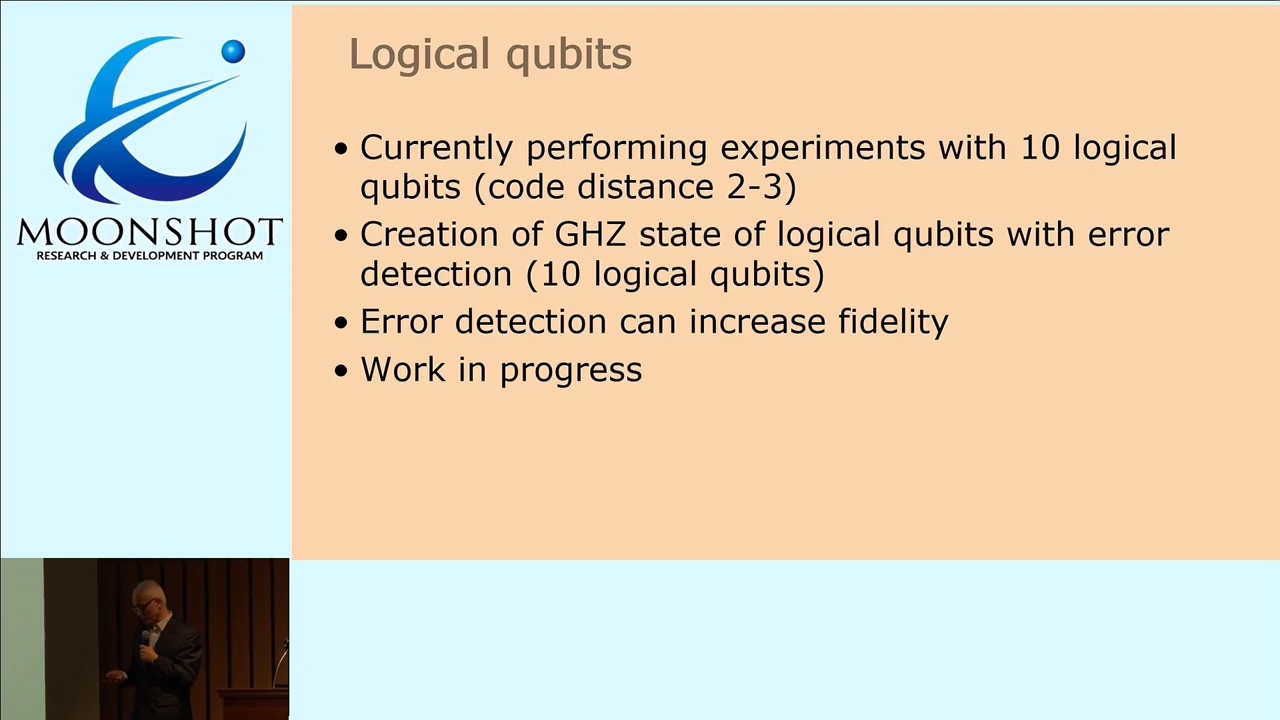 MOONSHOT
RESEARCH & DEVELOPMENT PROGRAM
Logical qubits
• Currently performing experiments with 10 logical
qubits (code distance 2-3)
• Creation of GHZ state of logical qubits with error
detection (10 logical qubits)
• Error detection can increase fidelity
• Work in progress